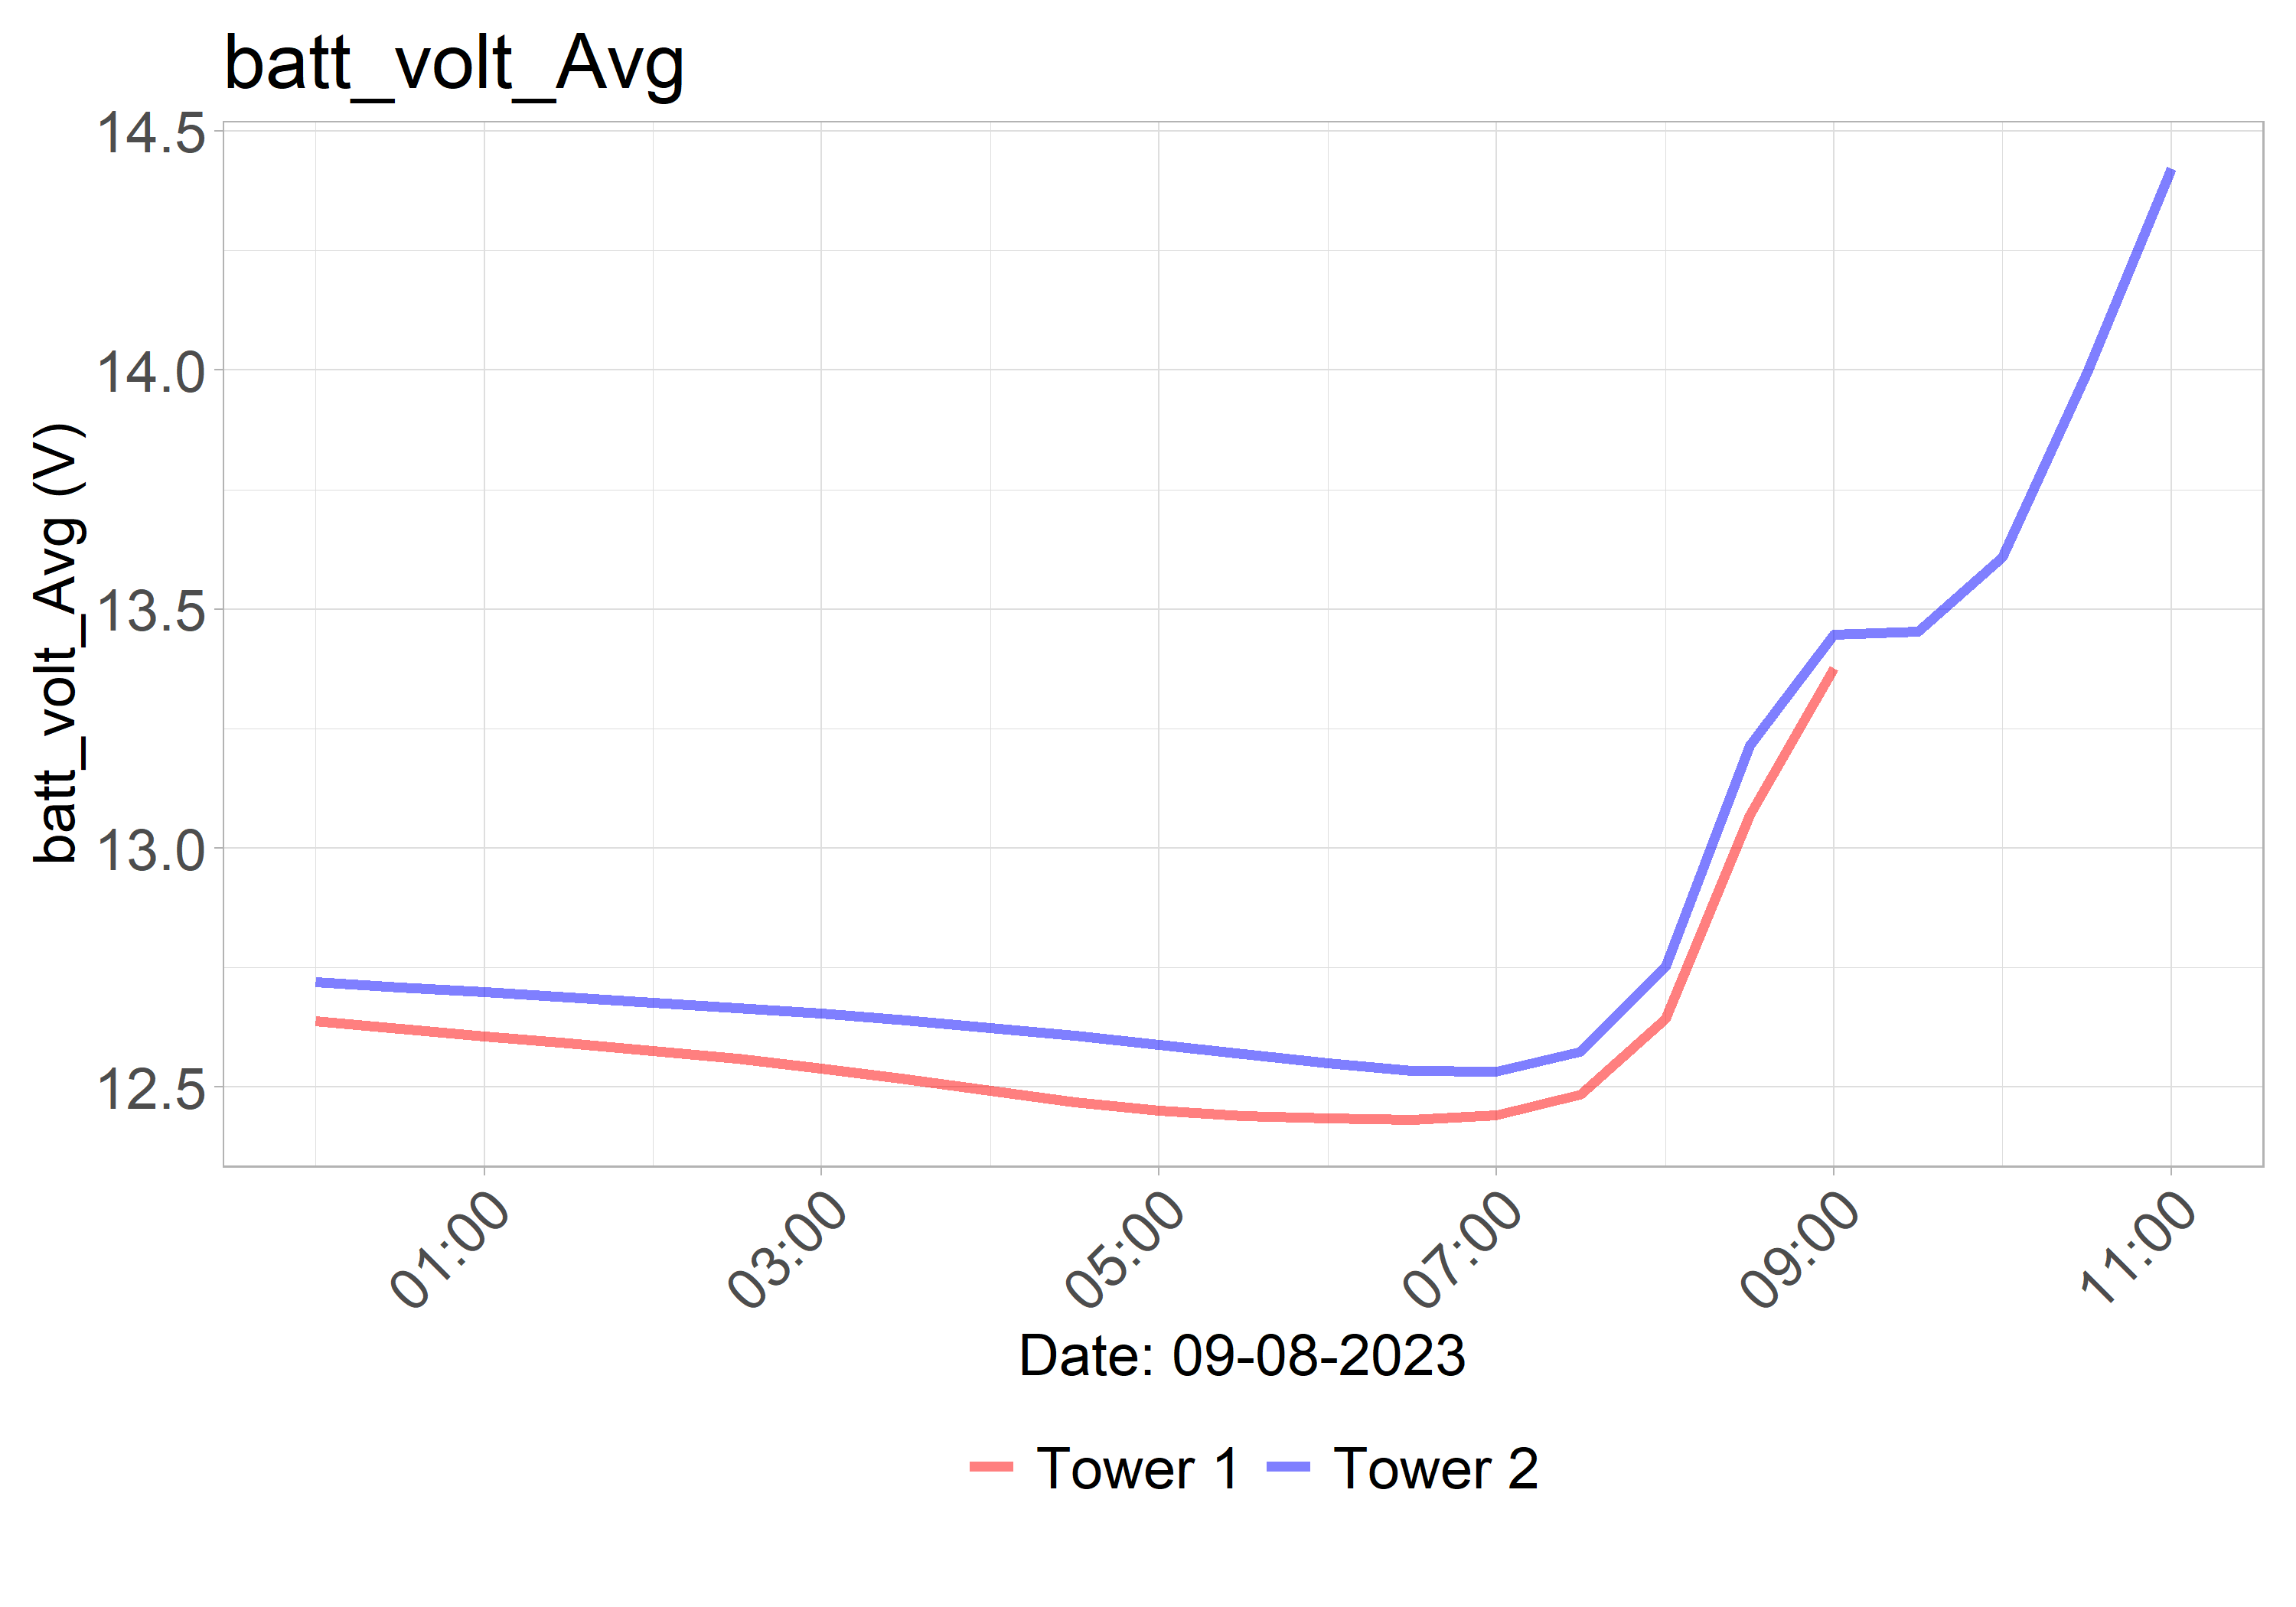 batt_volt_Avg
batt_volt_Avg (V)
14.5
14.0
13.5
13.0
12.5
01:00 03:00 05:00 07:00 09:00 11:00
Date: 09-08-2023
Tower 1 Tower 2